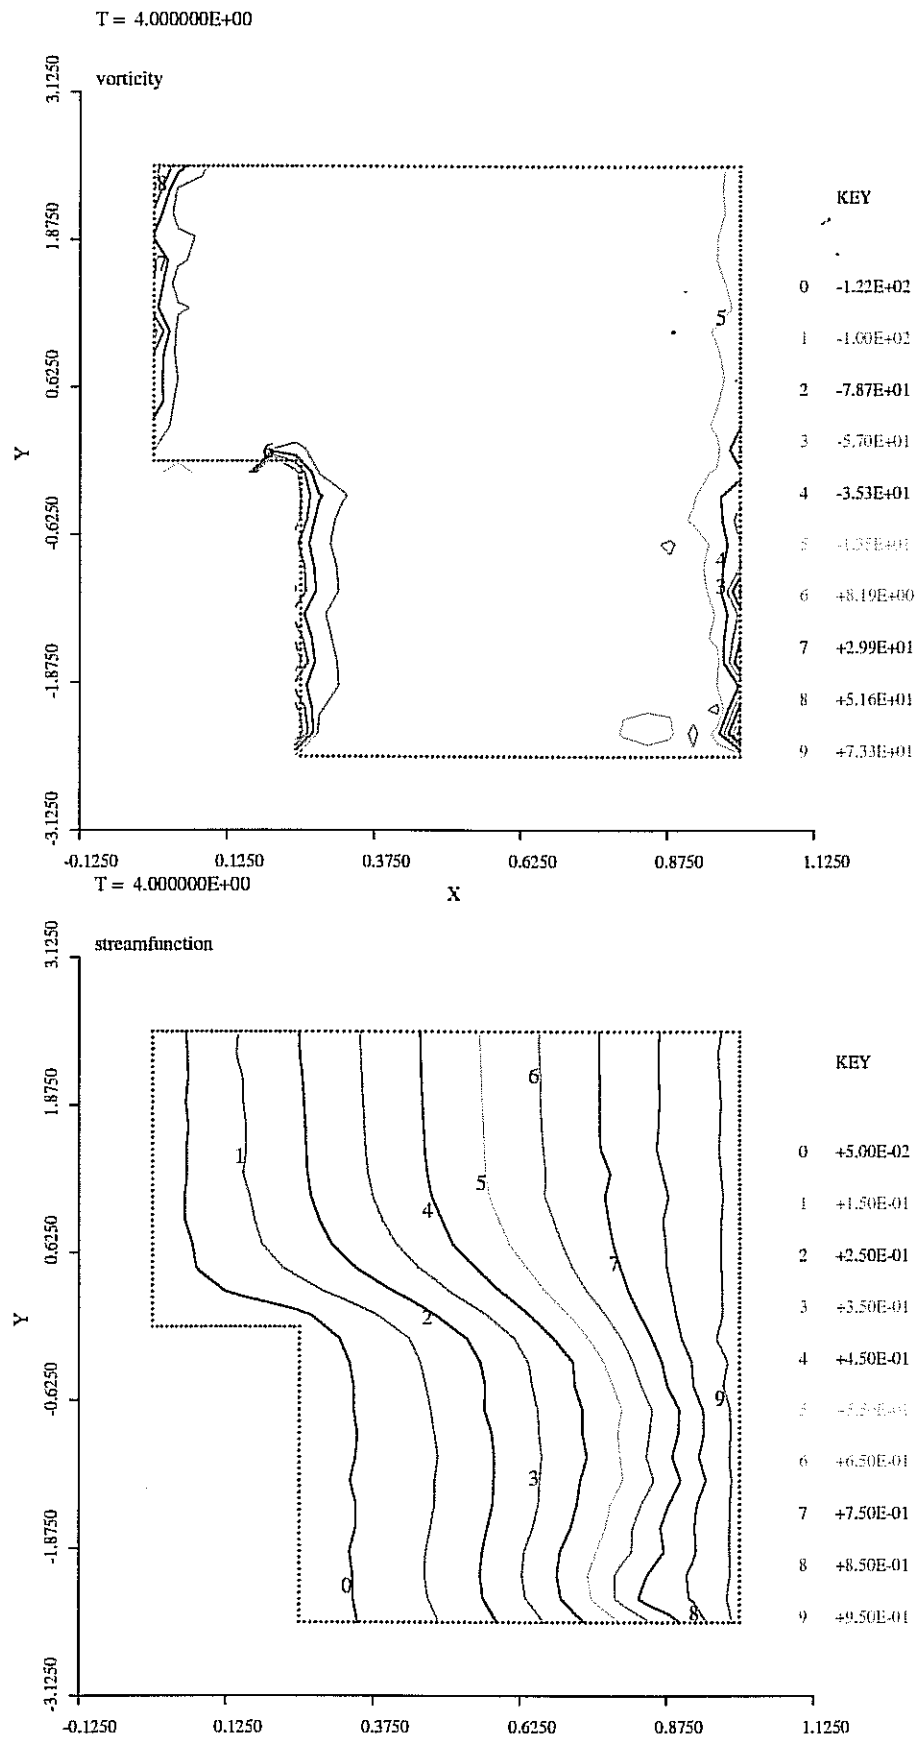 T = 4.000000E+00
vorticity
3.1250
1.8750
0.6250
-0.6250
-1.8750
-3.1250
Y
8
7
6
5
4
3
KEY
0 -1.22E+02
1 -1.00E+02
2 -7.87E+01
3 -5.70E+01
4 -3.53E+01
5 -1.35E+01
6 +8.19E+00
7 +2.99E+01
8 +5.16E+01
9 +7.33E+01
-0.1250 0.1250 0.3750 0.6250 0.8750 1.1250
X
T = 4.000000E+00
streamfunction
3.1250
1.8750
0.6250
-0.6250
-1.8750
-3.1250
Y
6
1
5
4
7
2
9
3
0
8
KEY
0 +5.00E-02
1 +1.50E-01
2 +2.50E-01
3 +3.50E-01
4 +4.50E-01
5
6 +6.50E-01
7 +7.50E-01
8 +8.50E-01
9 +9.50E-01
-0.1250 0.1250 0.3750 0.6250 0.8750 1.1250